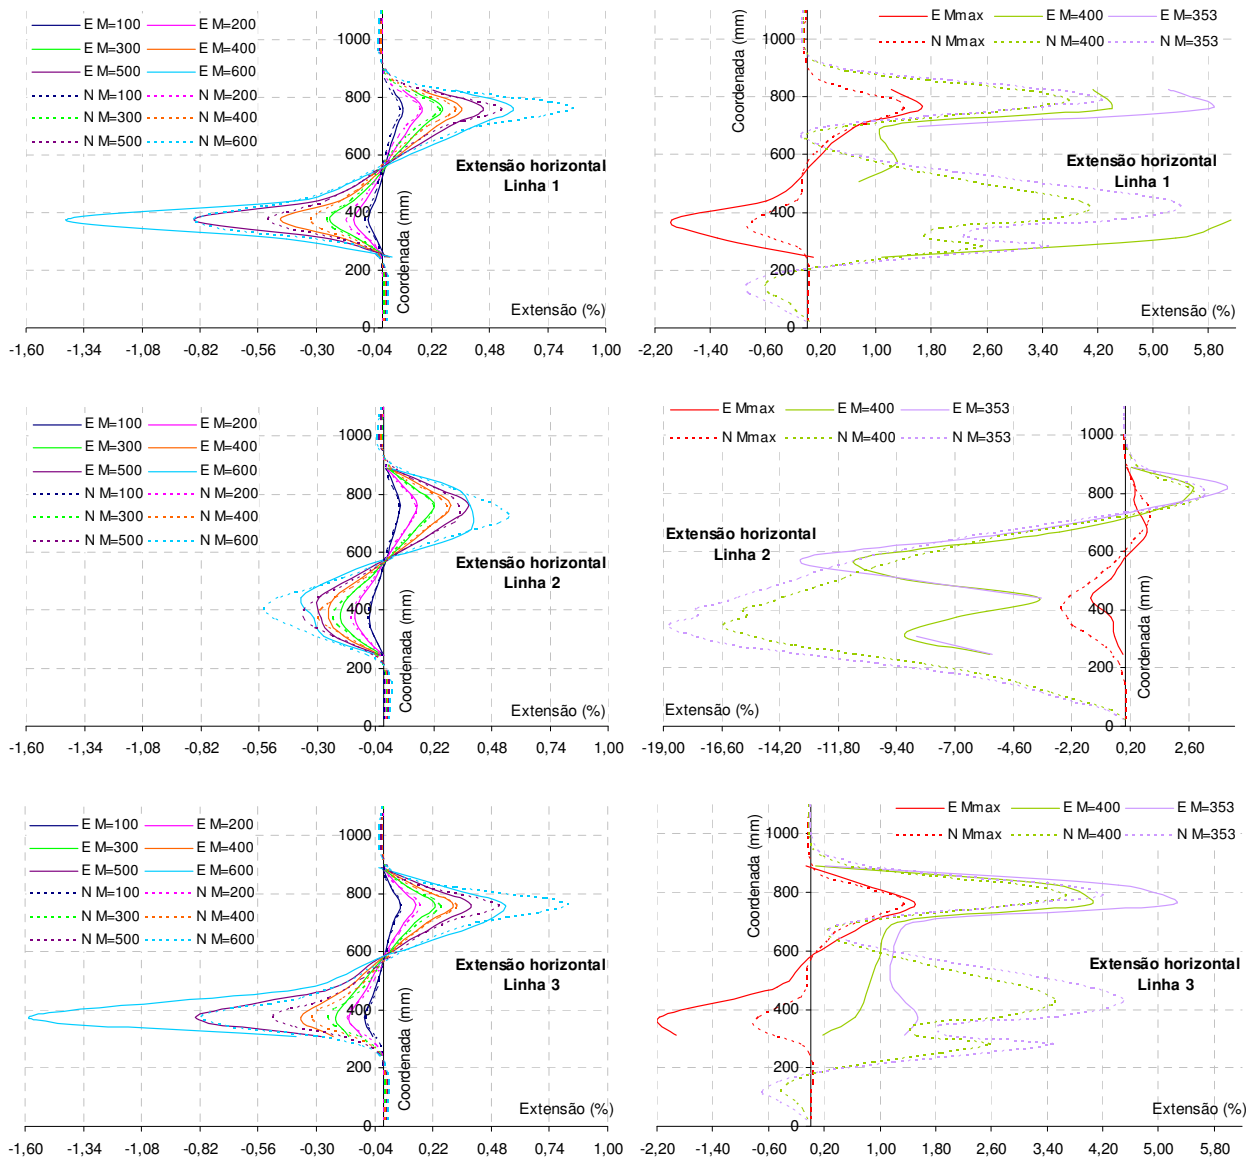 E M=100 E M=200
E M=300 E M=400
E M=500 E M=600
N M=100 N M=200
N M=300 N M=400
N M=500 N M=600
1000
800
600
400
200
0
Coordenada (mm)
Extensão horizontal
Linha 1
Extensão (%)
-1,60 -1,34 -1,08 -0,82 -0,56 -0,30 -0,04 0,22 0,48 0,74 1,00
E Mmax E M=400 E M=353
N Mmax N M=400 N M=353
1000
800
600
400
200
0
Coordenada (mm)
Extensão horizontal
Linha 1
Extensão (%)
-2,20 -1,40 -0,60 0,20 1,00 1,80 2,60 3,40 4,20 5,00 5,80
E M=100 E M=200
E M=300 E M=400
E M=500 E M=600
N M=100 N M=200
N M=300 N M=400
N M=500 N M=600
1000
800
600
400
200
0
Coordenada (mm)
Extensão horizontal
Linha 2
Extensão (%)
-1,60 -1,34 -1,08 -0,82 -0,56 -0,30 -0,04 0,22 0,48 0,74 1,00
E Mmax E M=400 E M=353
N Mmax N M=400 N M=353
1000
800
600
400
200
0
Coordenada (mm)
Extensão horizontal
Linha 2
Extensão (%)
-19,00 -16,60 -14,20 -11,80 -9,40 -7,00 -4,60 -2,20 0,20 2,60
E M=100 E M=200
E M=300 E M=400
E M=500 E M=600
N M=100 N M=200
N M=300 N M=400
N M=500 N M=600
1000
800
600
400
200
0
Coordenada (mm)
Extensão horizontal
Linha 3
Extensão (%)
-1,60 -1,34 -1,08 -0,82 -0,56 -0,30 -0,04 0,22 0,48 0,74 1,00
E Mmax E M=400 E M=353
N Mmax N M=400 N M=353
1000
800
600
400
200
0
Coordenada (mm)
Extensão horizontal
Linha 3
Extensão (%)
-2,20 -1,40 -0,60 0,20 1,00 1,80 2,60 3,40 4,20 5,00 5,80